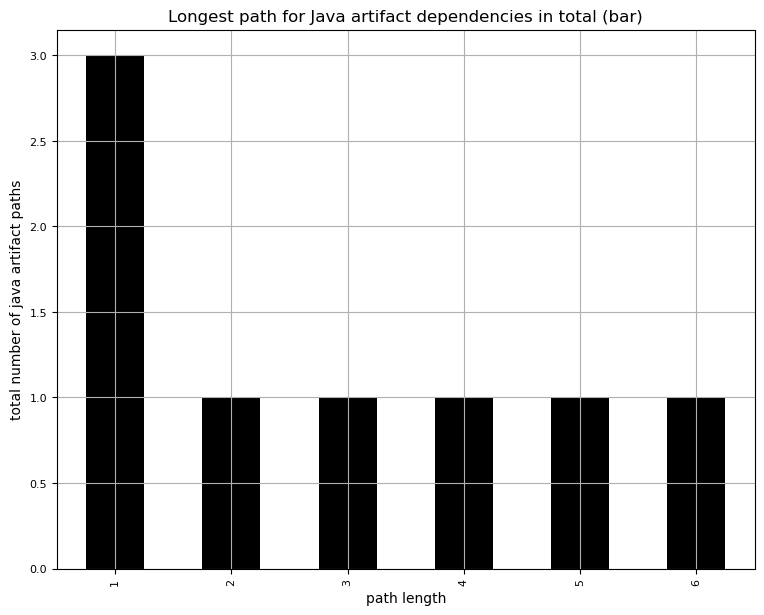 Longest path for Java artifact dependencies in total (bar)
total number of java artifact paths
3.0
2.5
2.0
1.5
1.0
0.5
0.0
1 2 3 4 5 6
path length